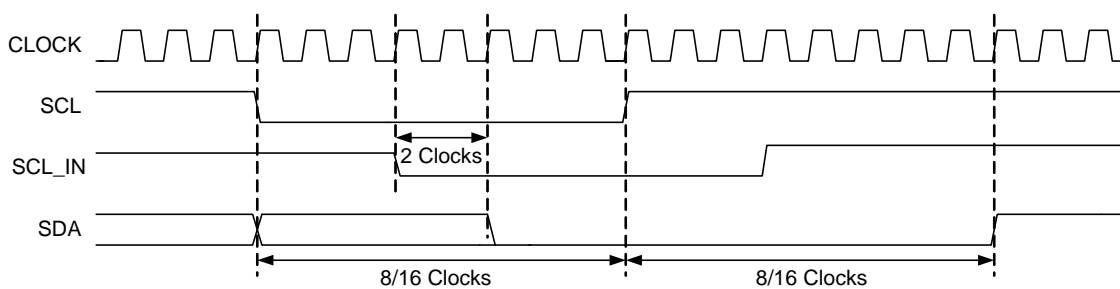 CLOCK
SCL
2 Clocks
SCL_IN
SDA
8/16 Clocks
8/16 Clocks